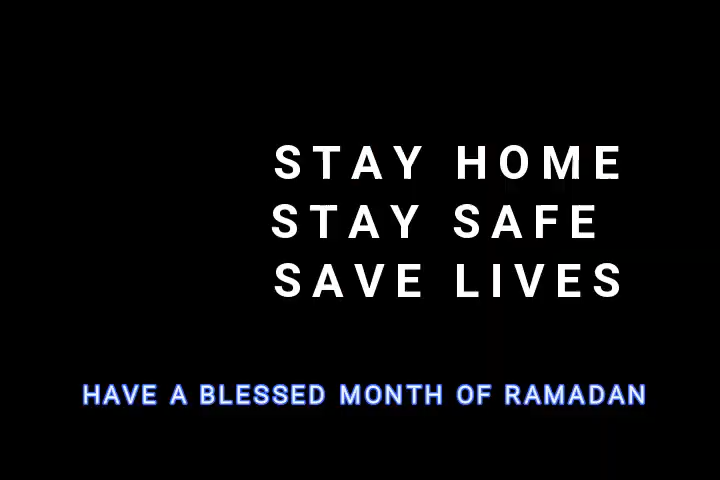 STAY HOME
STAY SAFE
SAVE LIVES
HAVE A BLESSED MONTH OF RAMADAN